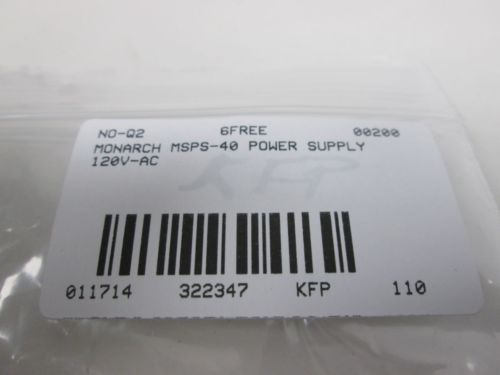 NO-Q2 6FREE 00200
MONARCH MSPS-40 POWER SUPPLY
120V-AC
KFP
011714 322347 KFP 110